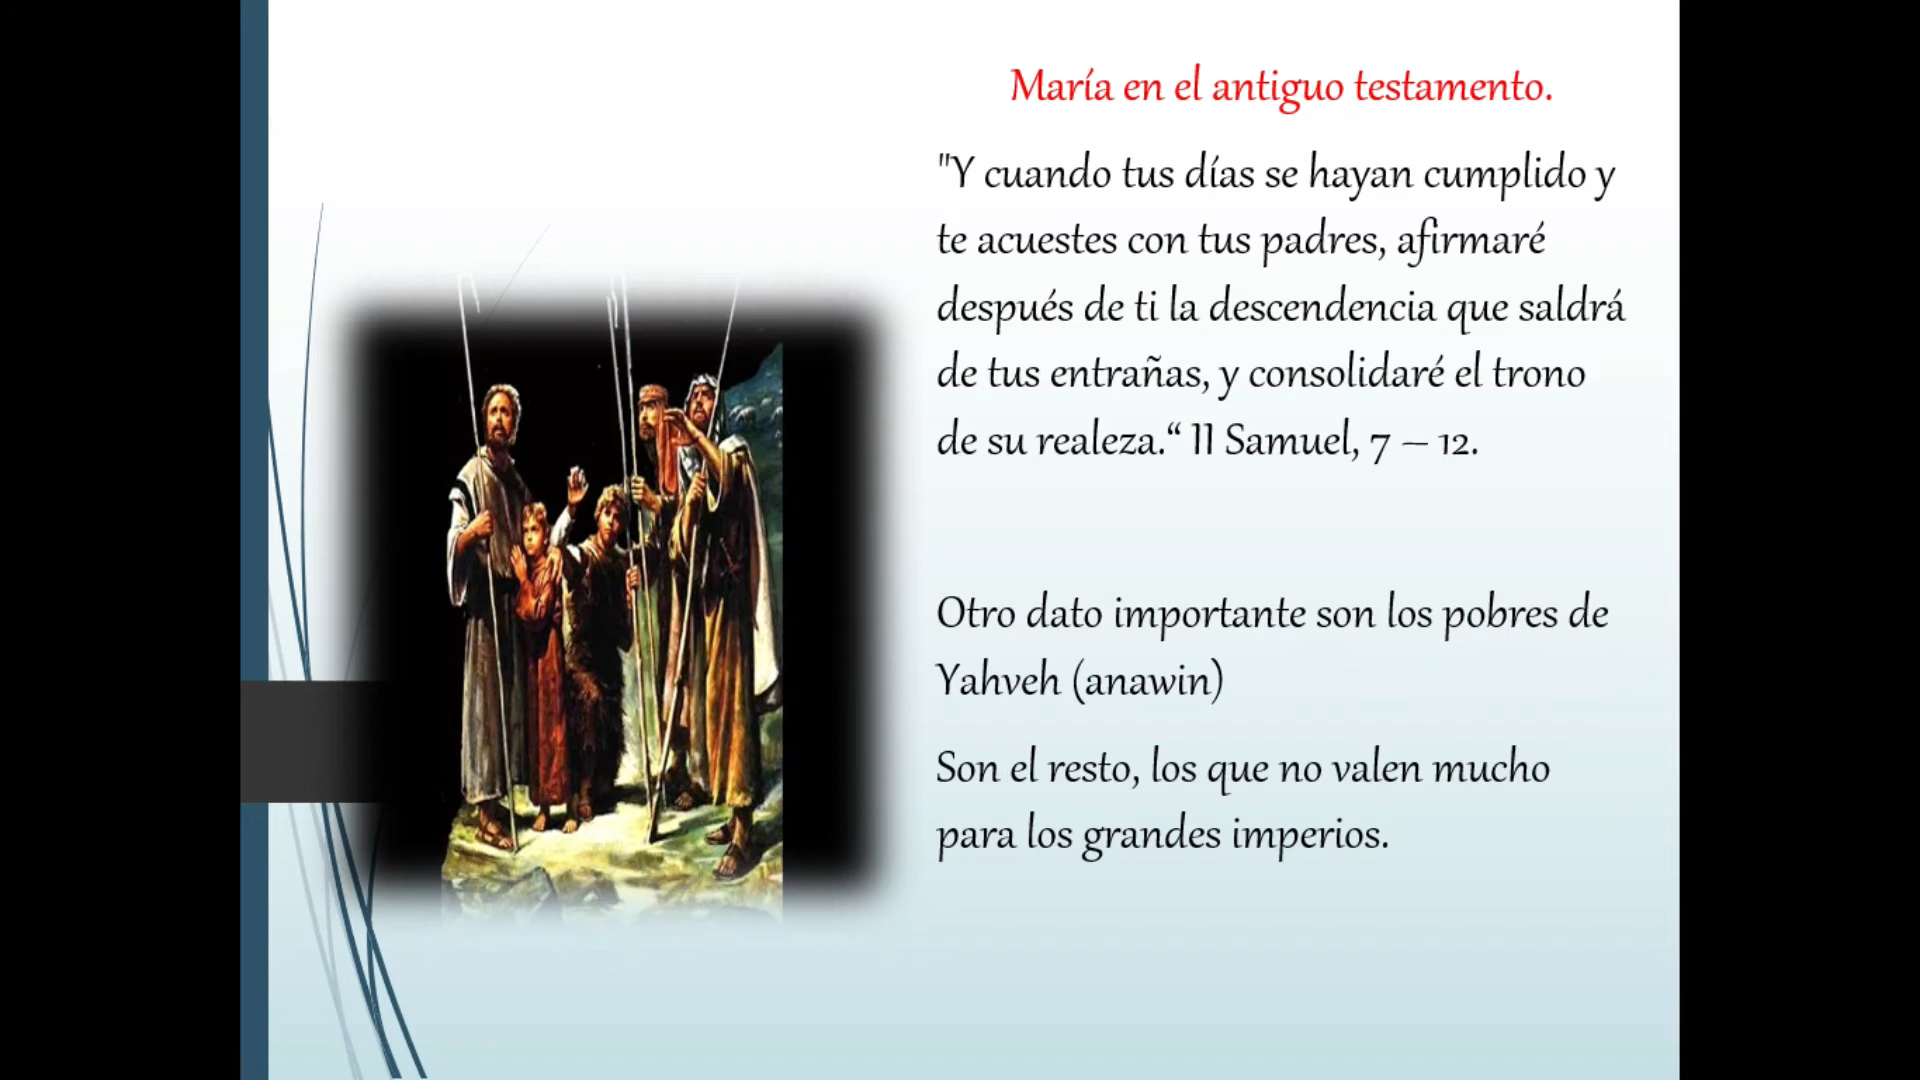 María en el antiguo testamento.
"Y cuando tus días se hayan cumplido y
te acuestes con tus padres, afirmaré
después de ti la descendencia que saldrá
de tus entrañas, y consolidaré el trono
de su realeza.“ II Samuel, 7 – 12.
Otro dato importante son los pobres de
Yahveh (anawin)
Son el resto, los que no valen mucho
para los grandes imperios.